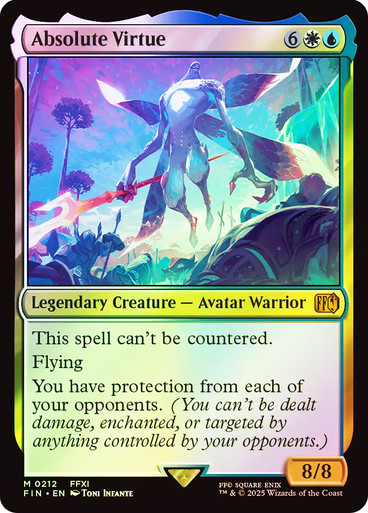 Absolute Virtue 6
Legendary Creature — Avatar Warrior
This spell can't be countered.
Flying
You have protection from each of
your opponents. (You can't be dealt
damage, enchanted, or targeted by
anything controlled by your opponents.)
8/8
M 0212 FFXI
FIN • EN Toni Infante
FF© SQUARE ENIX
™ & © 2025 Wizards of the Coast